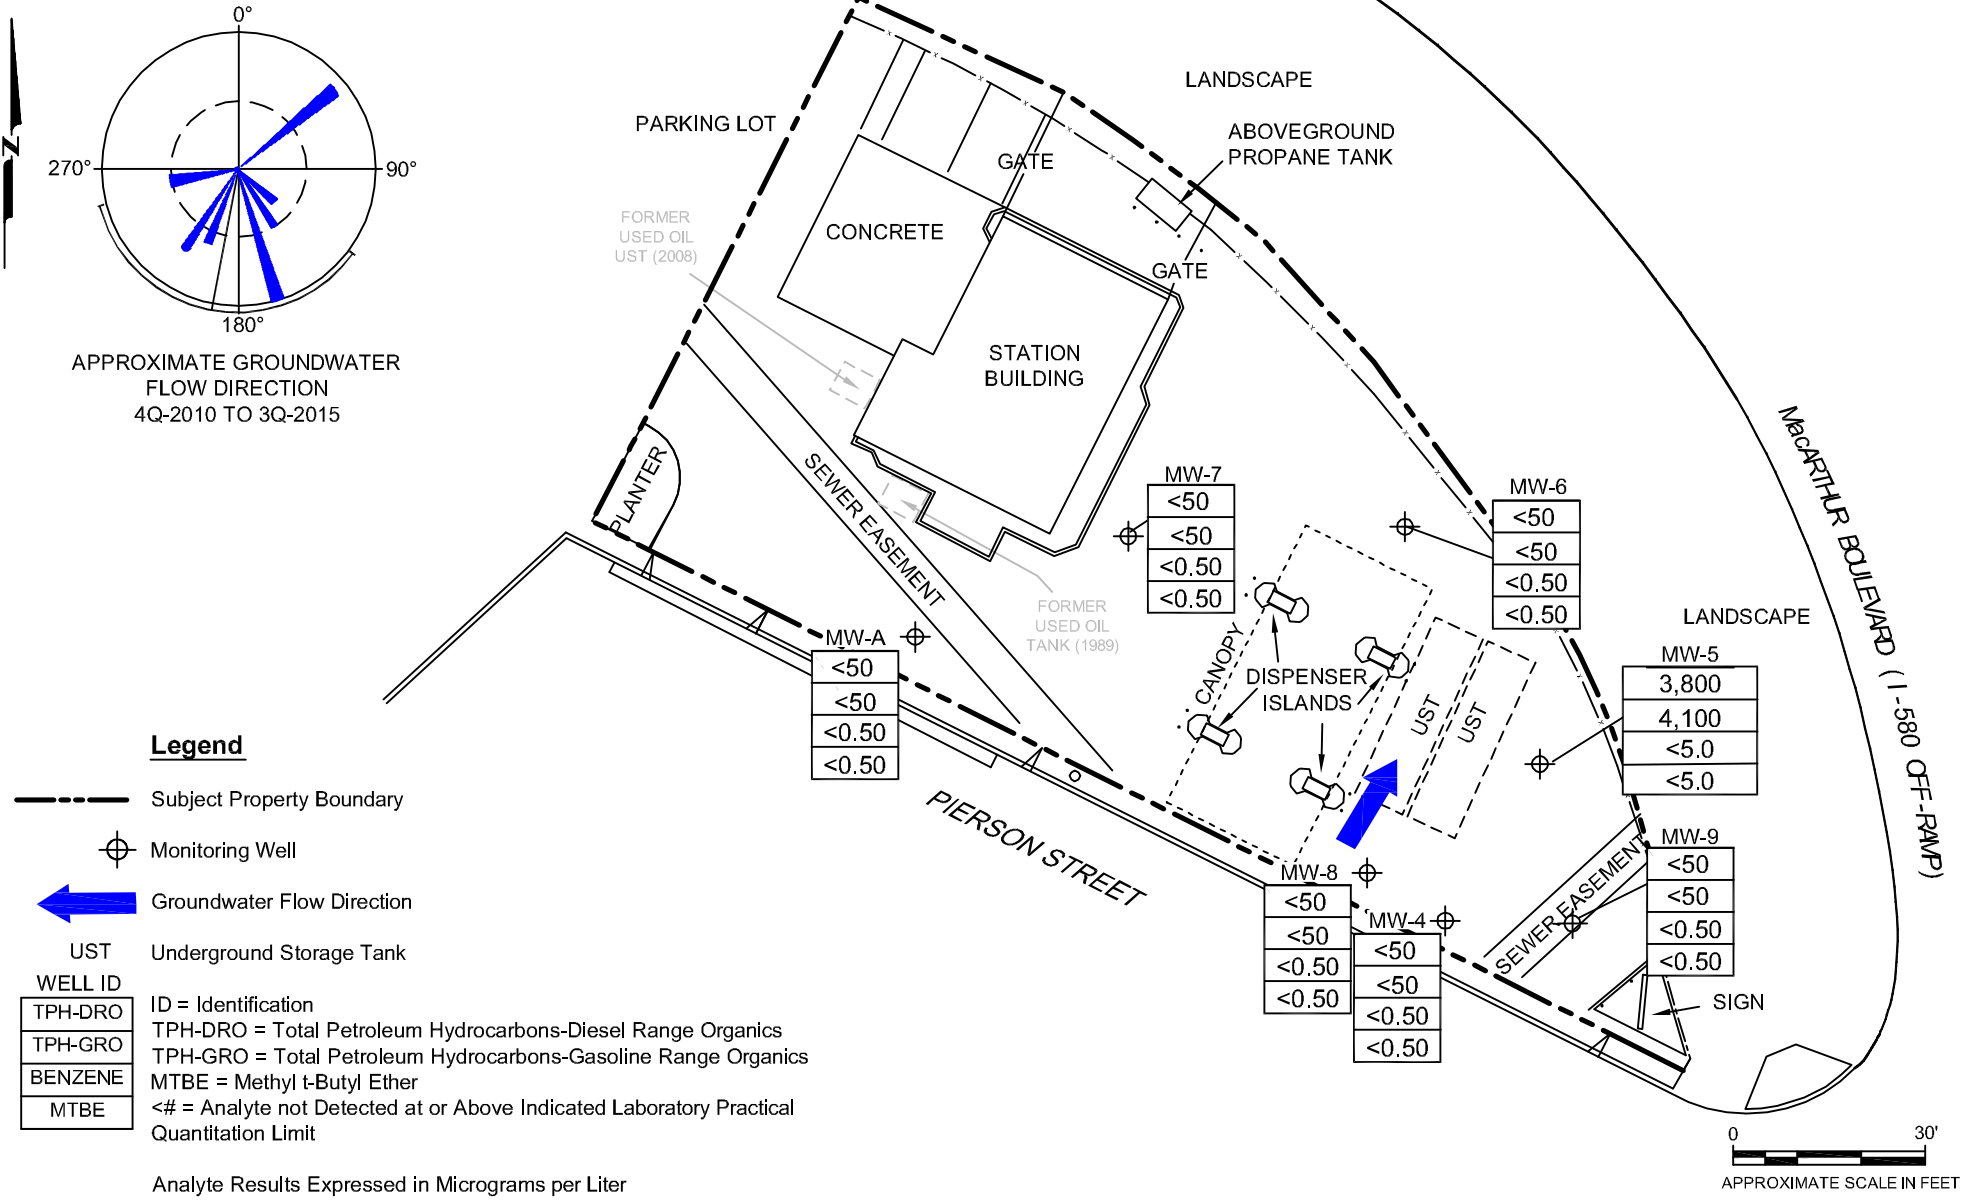 0°
270°
90°
180°
N
APPROXIMATE GROUNDWATER
FLOW DIRECTION
4Q-2010 TO 3Q-2015
PARKING LOT
LANDSCAPE
ABOVEGROUND
PROPANE TANK
GATE
GATE
CONCRETE
FORMER
USED OIL
UST (2008)
STATION
BUILDING
PLANTER
SEWER EASEMENT
FORMER
USED OIL
TANK (1989)
MW-7
<50
<50
<0.50
<0.50
MW-6
<50
<50
<0.50
<0.50
MacARTHUR BOULEVARD (I-580 OFF-RAMP)
LANDSCAPE
MW-5
3,800
4,100
<5.0
<5.0
MW-A
<50
<50
<0.50
<0.50
CANOPY
DISPENSER
ISLANDS
UST
UST
PIERSON STREET
MW-8
<50
<50
<0.50
<0.50
MW-4
<50
<50
<0.50
<0.50
MW-9
<50
<50
<0.50
<0.50
SEWER EASEMENT
SIGN
Legend
Subject Property Boundary
Monitoring Well
Groundwater Flow Direction
UST Underground Storage Tank
WELL ID
TPH-DRO
TPH-GRO
BENZENE
MTBE
ID = Identification
TPH-DRO = Total Petroleum Hydrocarbons-Diesel Range Organics
TPH-GRO = Total Petroleum Hydrocarbons-Gasoline Range Organics
MTBE = Methyl t-Butyl Ether
<# = Analyte not Detected at or Above Indicated Laboratory Practical
Quantitation Limit
Analyte Results Expressed in Micrograms per Liter
0 30'
APPROXIMATE SCALE IN FEET